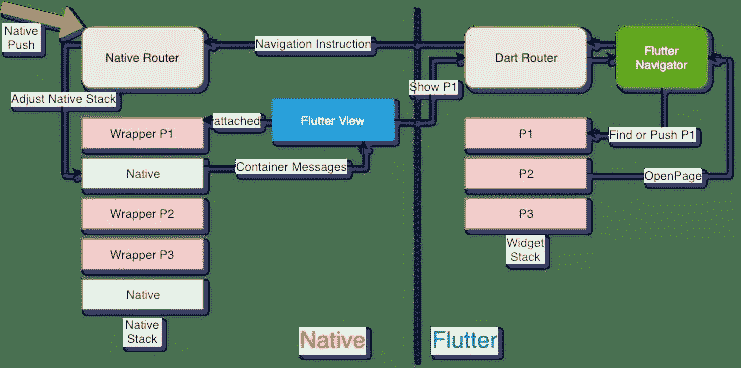 Native
Push
Native Router
Navigation Instruction
Dart Router
Flutter
Navigator
Adjust Native Stack
Show P1
attached
Flutter View
Wrapper P1
P1
Find or Push P1
Native
Container Messages
P2
OpenPage
Wrapper P2
P3
Widget
Stack
Wrapper P3
Native
Native
Stack
Native
Flutter